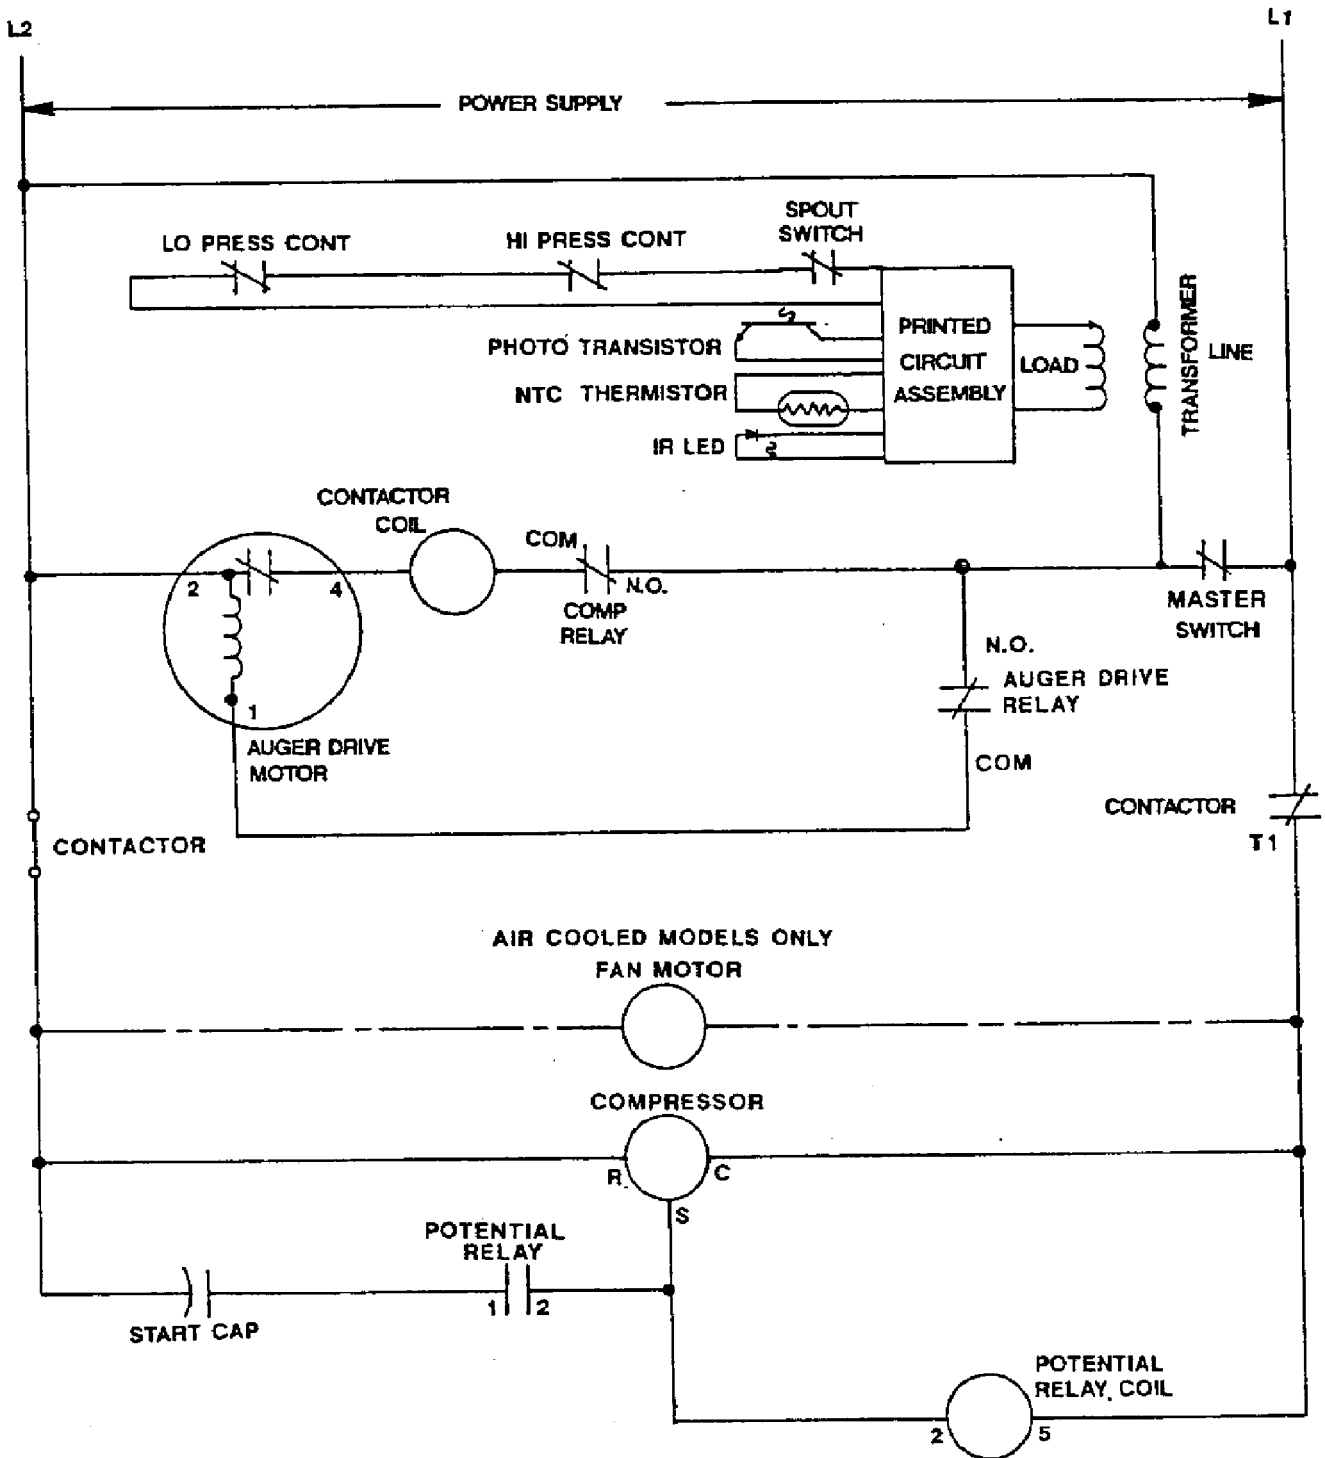 L2
L1
POWER SUPPLY
SPOUT
SWITCH
LO PRESS CONT
HI PRESS CONT
PRINTED
CIRCUIT
ASSEMBLY
PHOTO TRANSISTOR
NTC THERMISTOR
IR LED
LOAD
TRANSFORMER
LINE
CONTACTOR
COIL
COM
N.O.
COMP
RELAY
2
4
1
MASTER
SWITCH
N.O.
AUGER DRIVE
RELAY
COM
AUGER DRIVE
MOTOR
CONTACTOR
T1
CONTACTOR
AIR COOLED MODELS ONLY
FAN MOTOR
COMPRESSOR
R
C
S
POTENTIAL
RELAY
1
2
START CAP
POTENTIAL
RELAY COIL
2
5